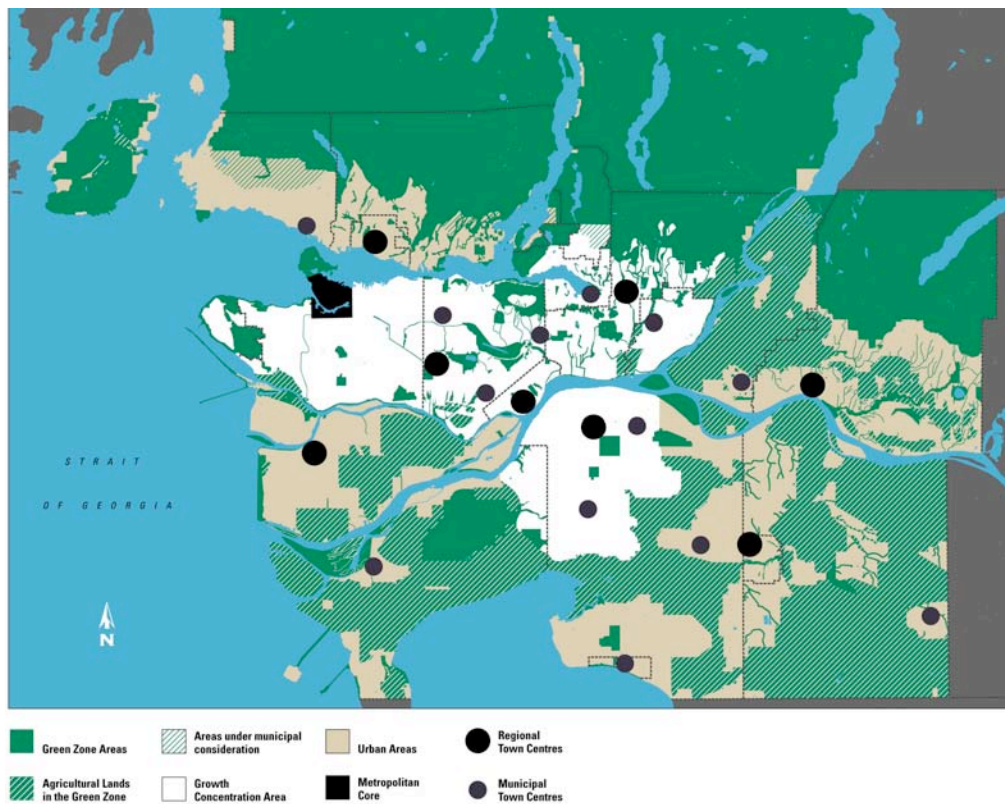 STRAIT
OF GEORGIA
N
Green Zone Areas
Areas under municipal
consideration
Urban Areas
Regional
Town Centres
Agricultural Lands
in the Green Zone
Growth
Concentration Area
Metropolitan
Core
Municipal
Town Centres